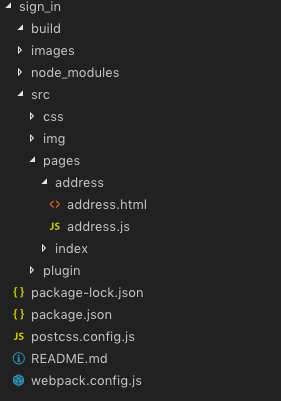 sign_in
build
images
node_modules
src
css
img
pages
address
<> address.html
JS address.js
index
plugin
{ } package-lock.json
{ } package.json
JS postcss.config.js
README.md
webpack.config.js